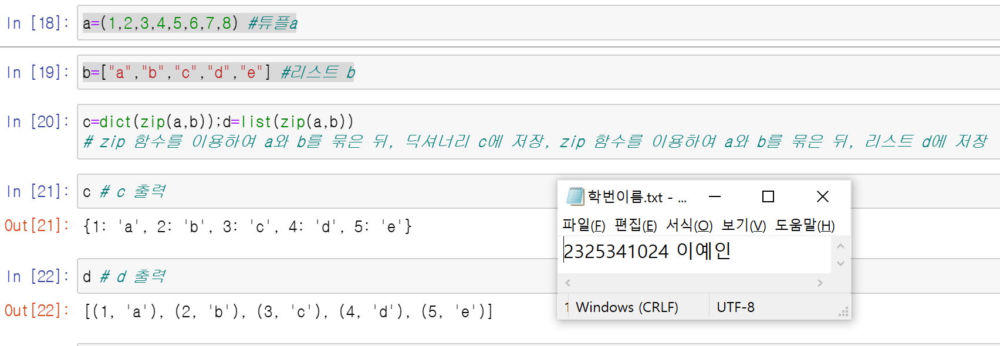 In [18]: a=(1,2,3,4,5,6,7,8) #튜플a
In [19]: b=["a","b","c","d","e"] #리스트 b
In [20]: c=dict(zip(a,b));d=list(zip(a,b))
# zip 함수를 이용하여 a와 b를 묶은 뒤, 딕셔너리 c에 저장, zip 함수를 이용하여 a와 b를 묶은 뒤, 리스트 d에 저장
In [21]: c # c 출력
Out[21]: {1: 'a', 2: 'b', 3: 'c', 4: 'd', 5: 'e'}
In [22]: d # d 출력
Out[22]: [(1, 'a'), (2, 'b'), (3, 'c'), (4, 'd'), (5, 'e')]
학번이름.txt - ...
파일(F) 편집(E) 서식(O) 보기(V) 도움말(H)
2325341024 이예인
1 Windows (CRLF) UTF-8